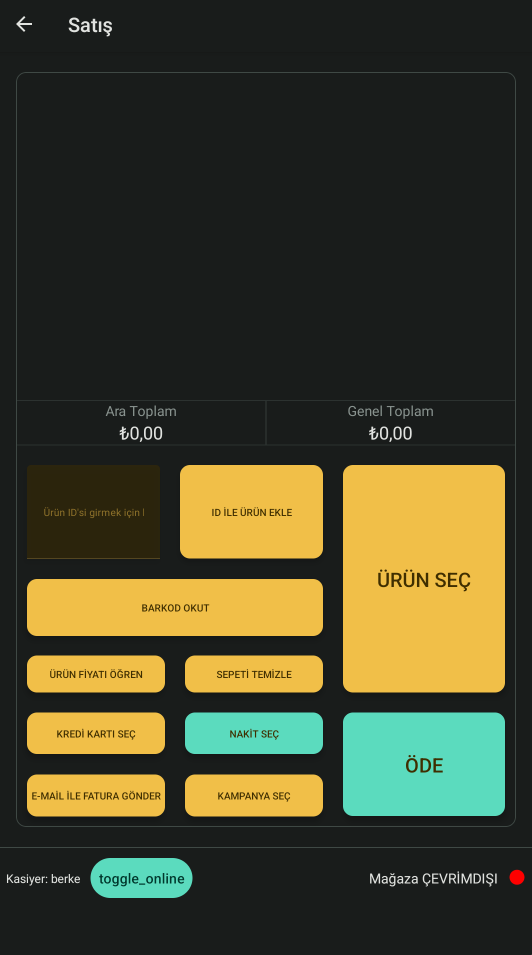 Satış
Ara Toplam
₺0,00
Genel Toplam
₺0,00
Ürün ID'si girmek için l
ID İLE ÜRÜN EKLE
ÜRÜN SEÇ
BARKOD OKUT
ÜRÜN FİYATI ÖĞREN
SEPETİ TEMİZLE
KREDİ KARTI SEÇ
NAKİT SEÇ
ÖDE
E-MAIL İLE FATURA GÖNDER
KAMPANYA SEÇ
Kasiyer: berke
toggle_online
Mağaza ÇEVRİMDIŞI